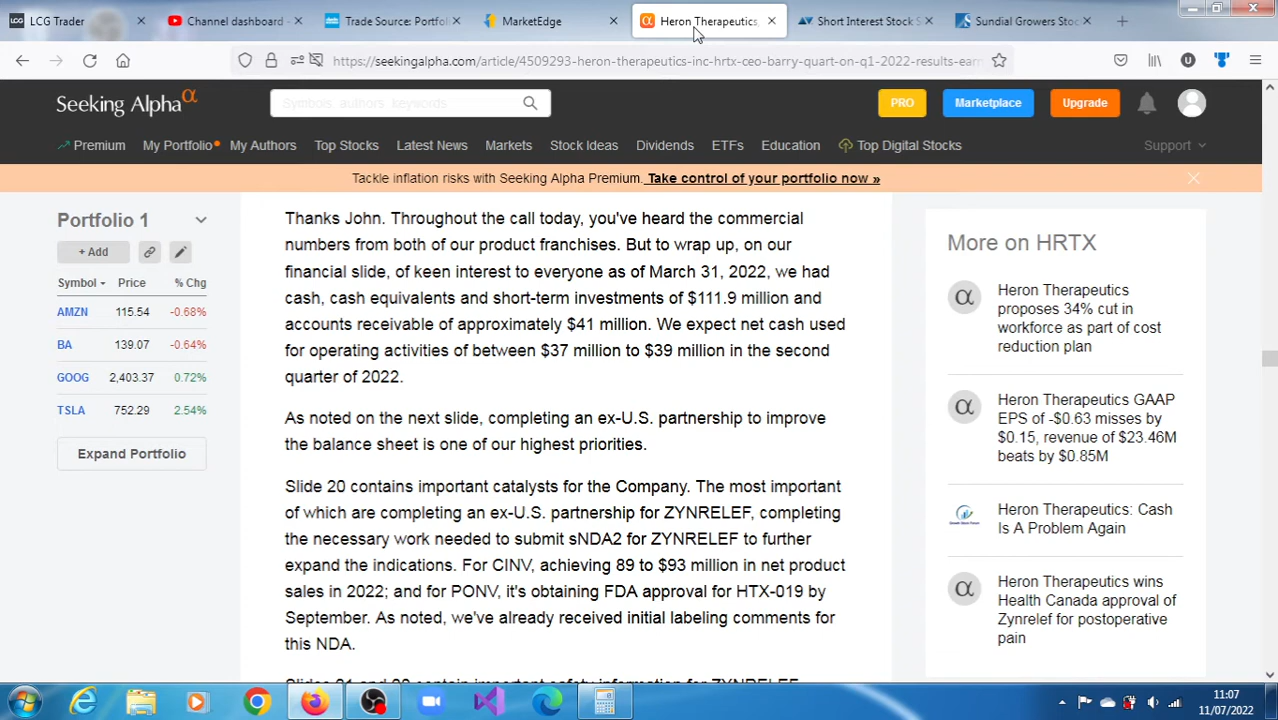 LCG Trader
Channel dashboard -
Trade Source: Portfol
MarketEdge
Heron Therapeutics,
Short Interest Stock S
Sundial Growers Stoc
https://seekingalpha.com/article/4509293-heron-therapeutics-inc-hrtx-ceo-barry-quart-on-q1-2022-results-earn
Seeking Alpha α
Symbols, authors, keywords
PRO
Marketplace
Upgrade
Premium
My Portfolio
My Authors
Top Stocks
Latest News
Markets
Stock Ideas
Dividends
ETFs
Education
Top Digital Stocks
Support
Tackle inflation risks with Seeking Alpha Premium. Take control of your portfolio now »
Portfolio 1
+ Add
Symbol Price % Chg
AMZN 115.54 -0.68%
BA 139.07 -0.64%
GOOG 2,403.37 0.72%
TSLA 752.29 2.54%
Expand Portfolio
Thanks John. Throughout the call today, you've heard the commercial
numbers from both of our product franchises. But to wrap up, on our
financial slide, of keen interest to everyone as of March 31, 2022, we had
cash, cash equivalents and short-term investments of $111.9 million and
accounts receivable of approximately $41 million. We expect net cash used
for operating activities of between $37 million to $39 million in the second
quarter of 2022.
As noted on the next slide, completing an ex-U.S. partnership to improve
the balance sheet is one of our highest priorities.
Slide 20 contains important catalysts for the Company. The most important
of which are completing an ex-U.S. partnership for ZYNRELEF, completing
the necessary work needed to submit sNDA2 for ZYNRELEF to further
expand the indications. For CINV, achieving 89 to $93 million in net product
sales in 2022; and for PONV, it's obtaining FDA approval for HTX-019 by
September. As noted, we've already received initial labeling comments for
this NDA.
More on HRTX
Heron Therapeutics
proposes 34% cut in
workforce as part of cost
reduction plan
Heron Therapeutics GAAP
EPS of -$0.63 misses by
$0.15, revenue of $23.46M
beats by $0.85M
Heron Therapeutics: Cash
Is A Problem Again
Heron Therapeutics wins
Health Canada approval of
Zynrelef for postoperative
pain
11:07
11/07/2022